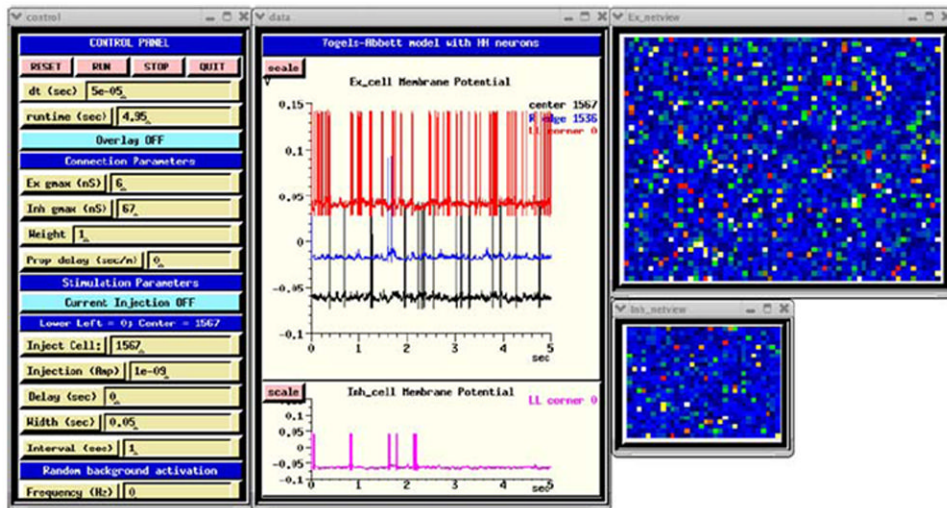 control
CONTROL PANEL
RESET RUN STOP QUIT
dt (sec) 5e-05
runtime (sec) 4.95
Overlay OFF
Connection Parameters
Ex gmax (nS) 6
Inh gmax (nS) 67
Weight 1
Prop delay (sec/m) 0
Stimulation Parameters
Current Injection OFF
Lower Left = 0; Center = 1567
Inject Cell: 1567
Injection (Amp) 1e-09
Delay (sec) 0
Width (sec) 0.05
Interval (sec) 1
Random background activation
Frequency (Hz) 0
data
Vogels-Abbott model with HH neurons
scale
Ex_cell Membrane Potential
V
0.15
0.1
0.05
0
-0.05
-0.1
center 1567
R edge 1536
LL corner 0
0 1 2 3 4 5
sec
scale
Inh_cell Membrane Potential
LL corner 0
0.1
0.05
0
-0.05
-0.1
0 1 2 3 4 5
sec
Ex_netview
Inh_netview